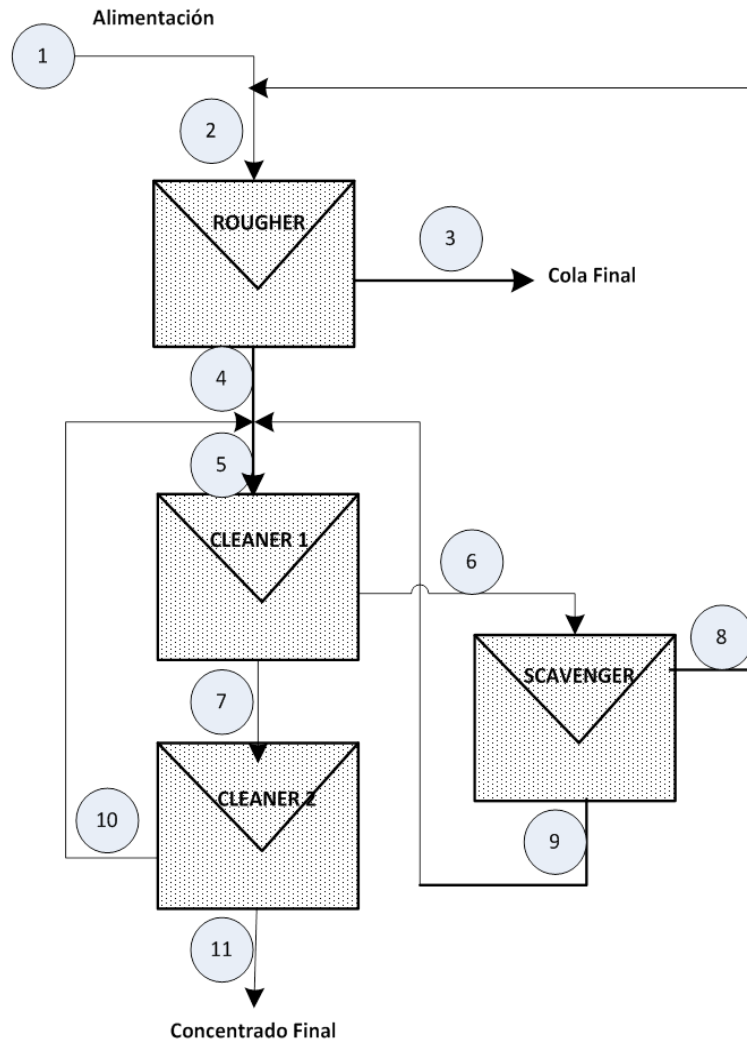 Alimentación
1
2
ROUGHER
3
Cola Final
4
5
CLEANER 1
6
8
SCAVENGER
7
CLEANER 2
10
9
11
Concentrado Final